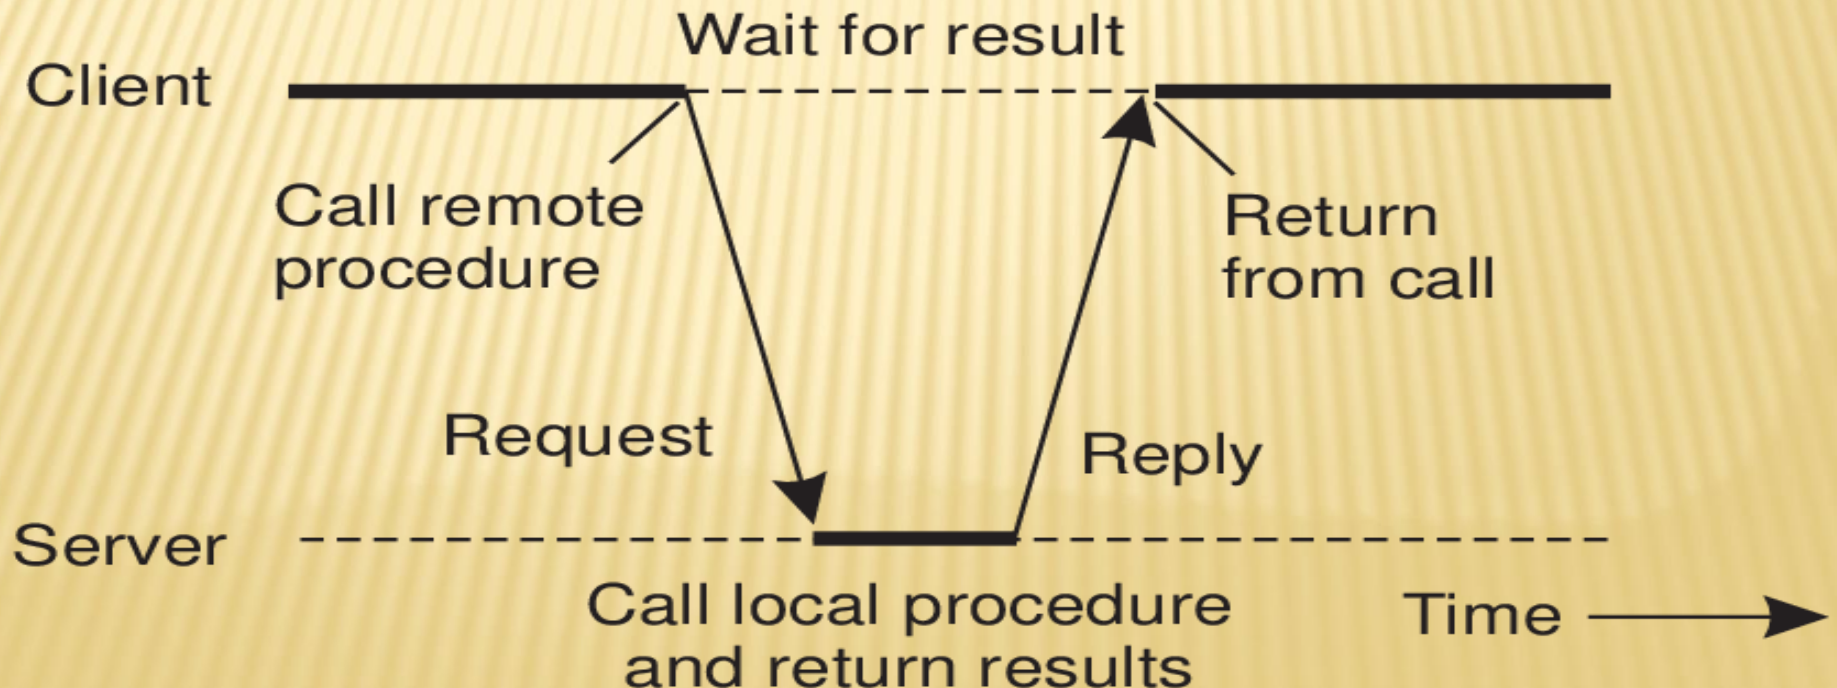 Wait for result
Client
Call remote
procedure
Return
from call
Request
Reply
Server
Call local procedure
and return results
Time